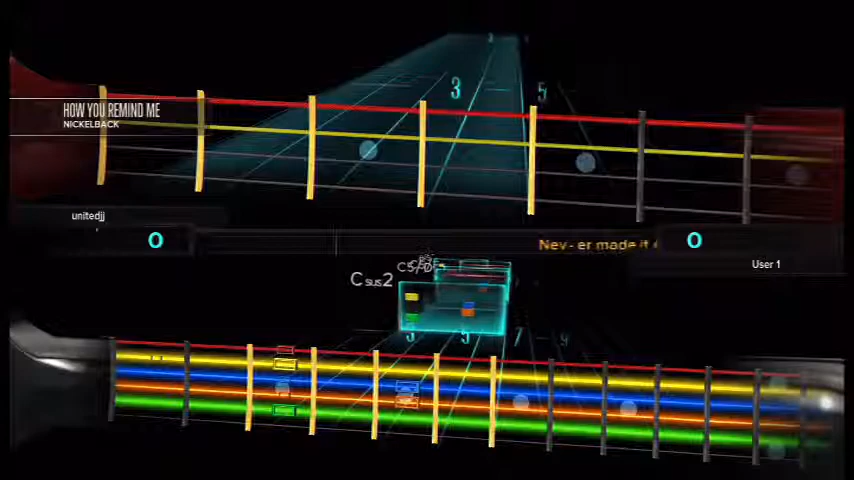 3
5
HOW YOU REMIND ME
NICKELBACK
unitedjj
0
Nev - er made it
0
User 1
C5/D
Csus2
3
5
7
9